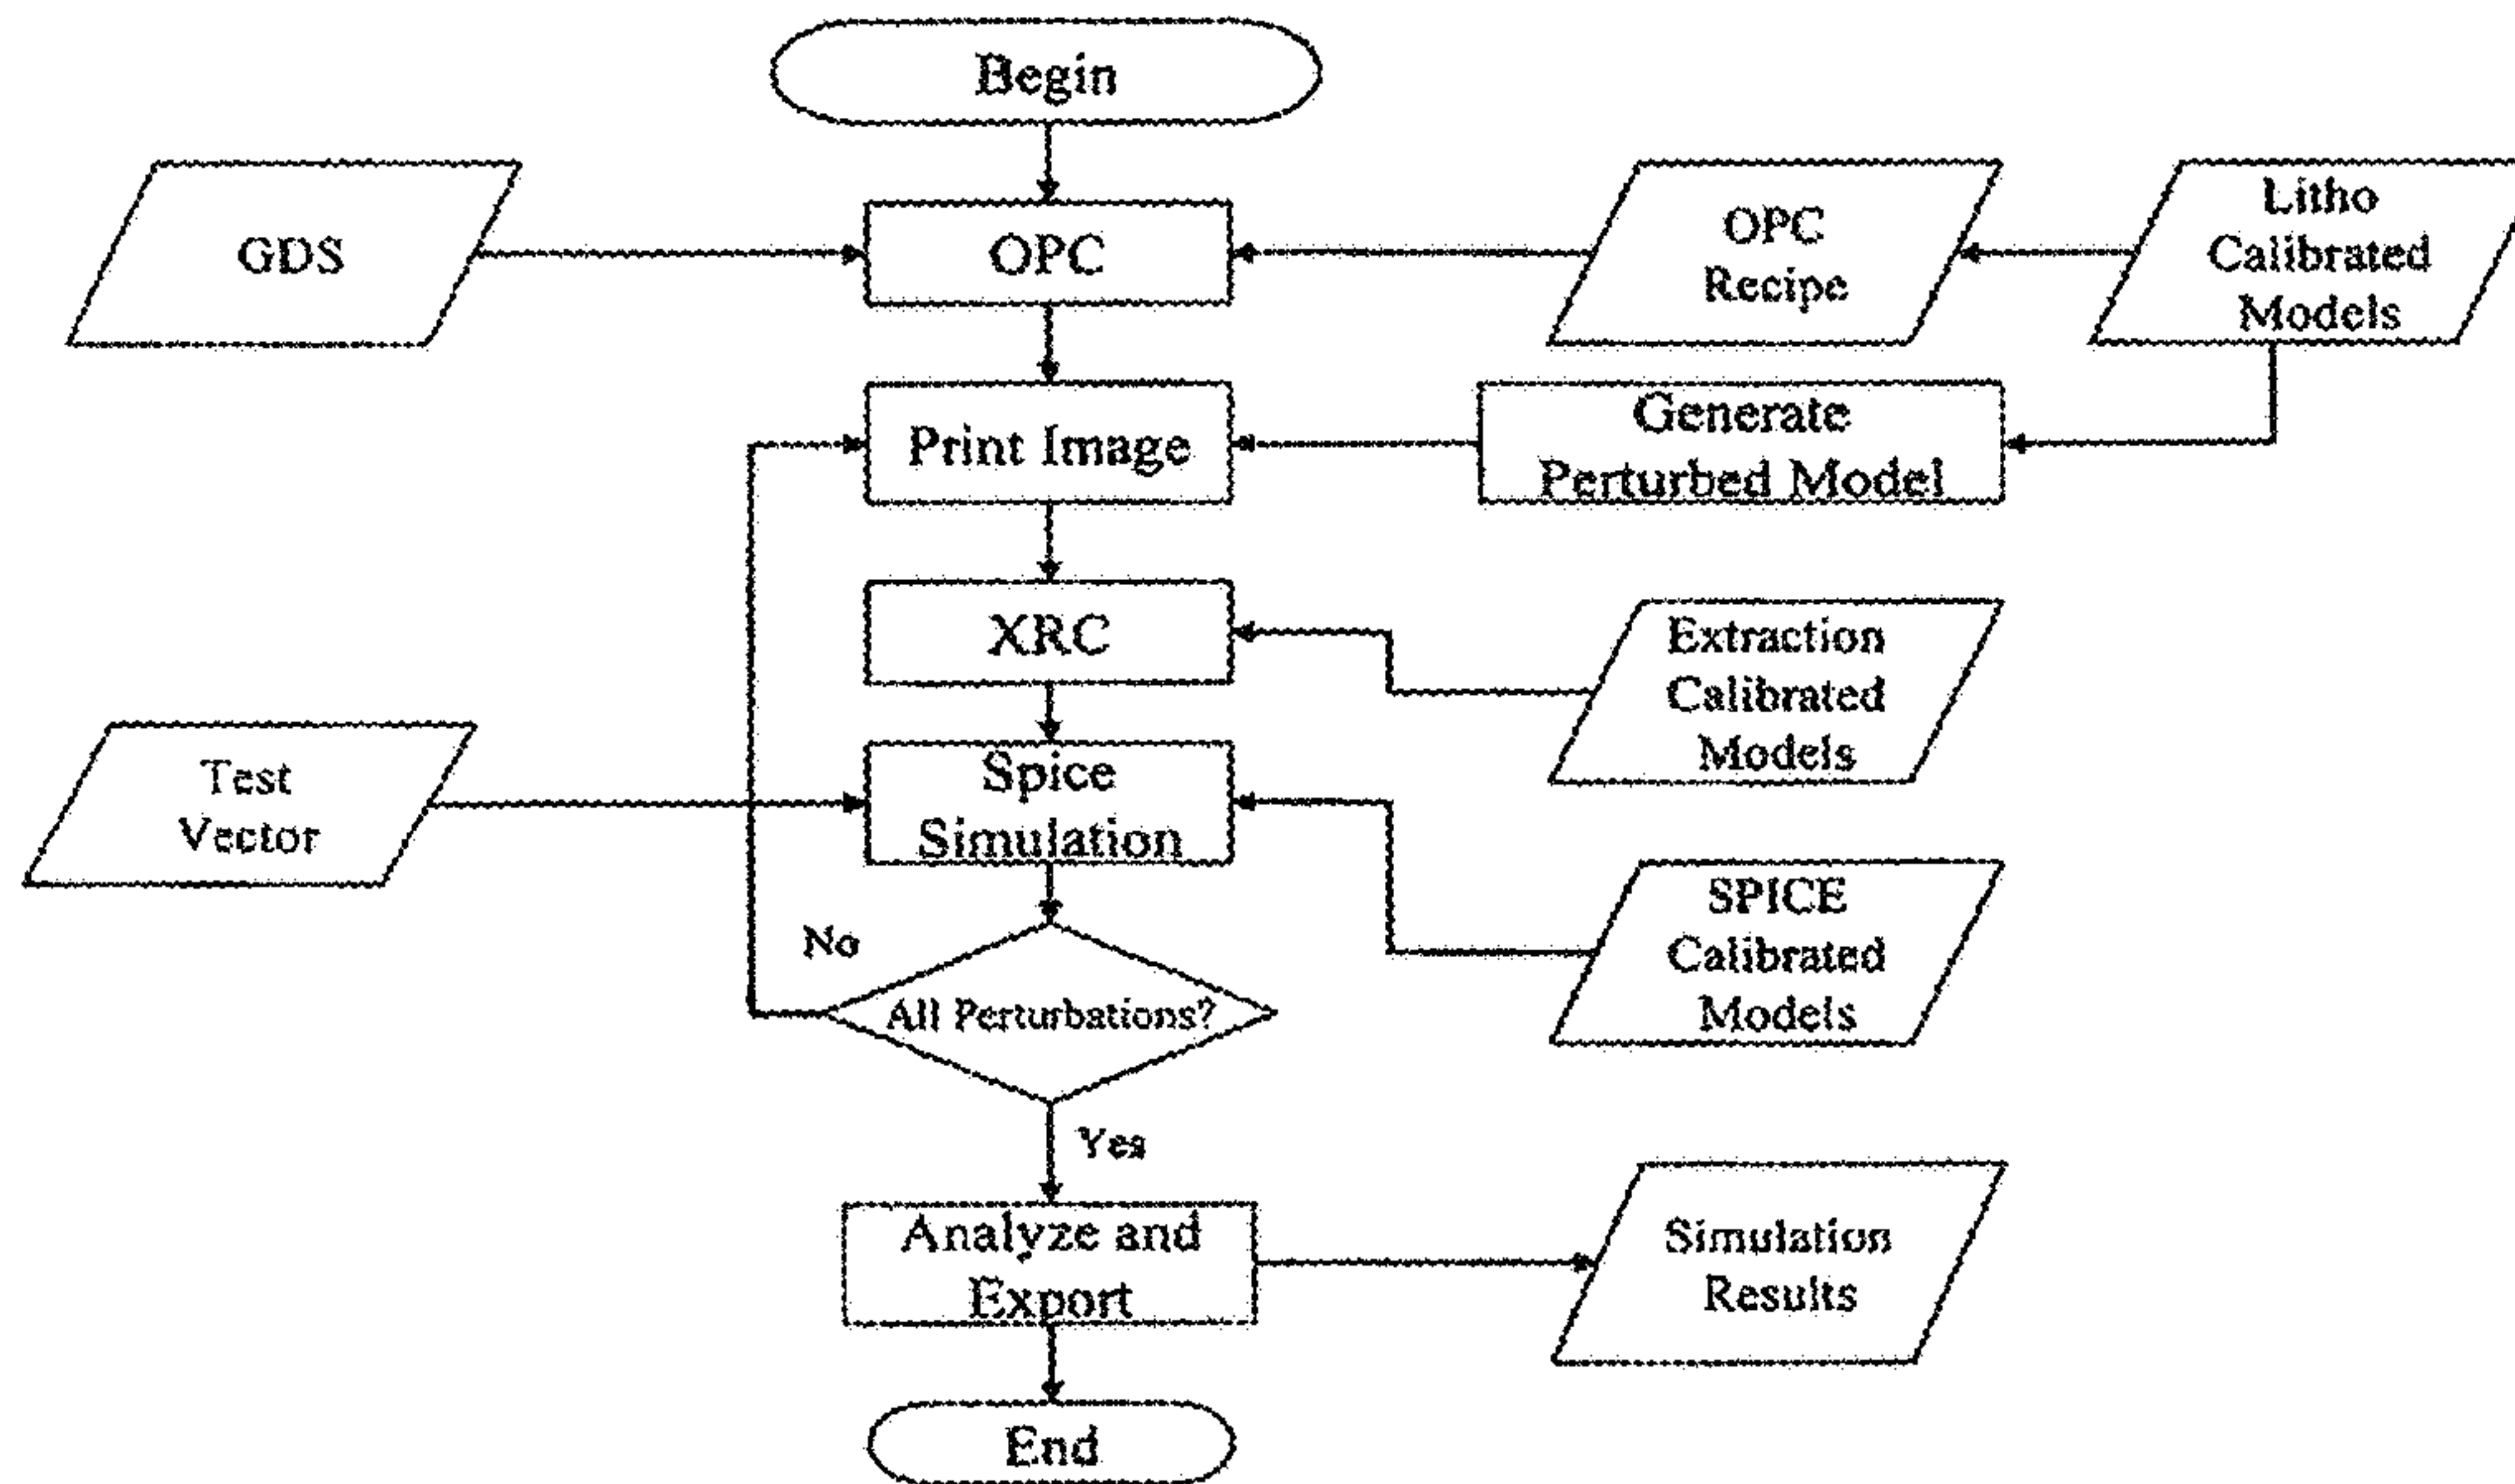 Begin
GDS
OPC
OPC
Recipe
Litho
Calibrated
Models
Print Image
Generate
Perturbed Model
XRC
Extraction
Calibrated
Models
Test
Vector
Spice
Simulation
SPICE
Calibrated
Models
No
All Perturbations?
Yes
Analyze and
Export
Simulation
Results
End